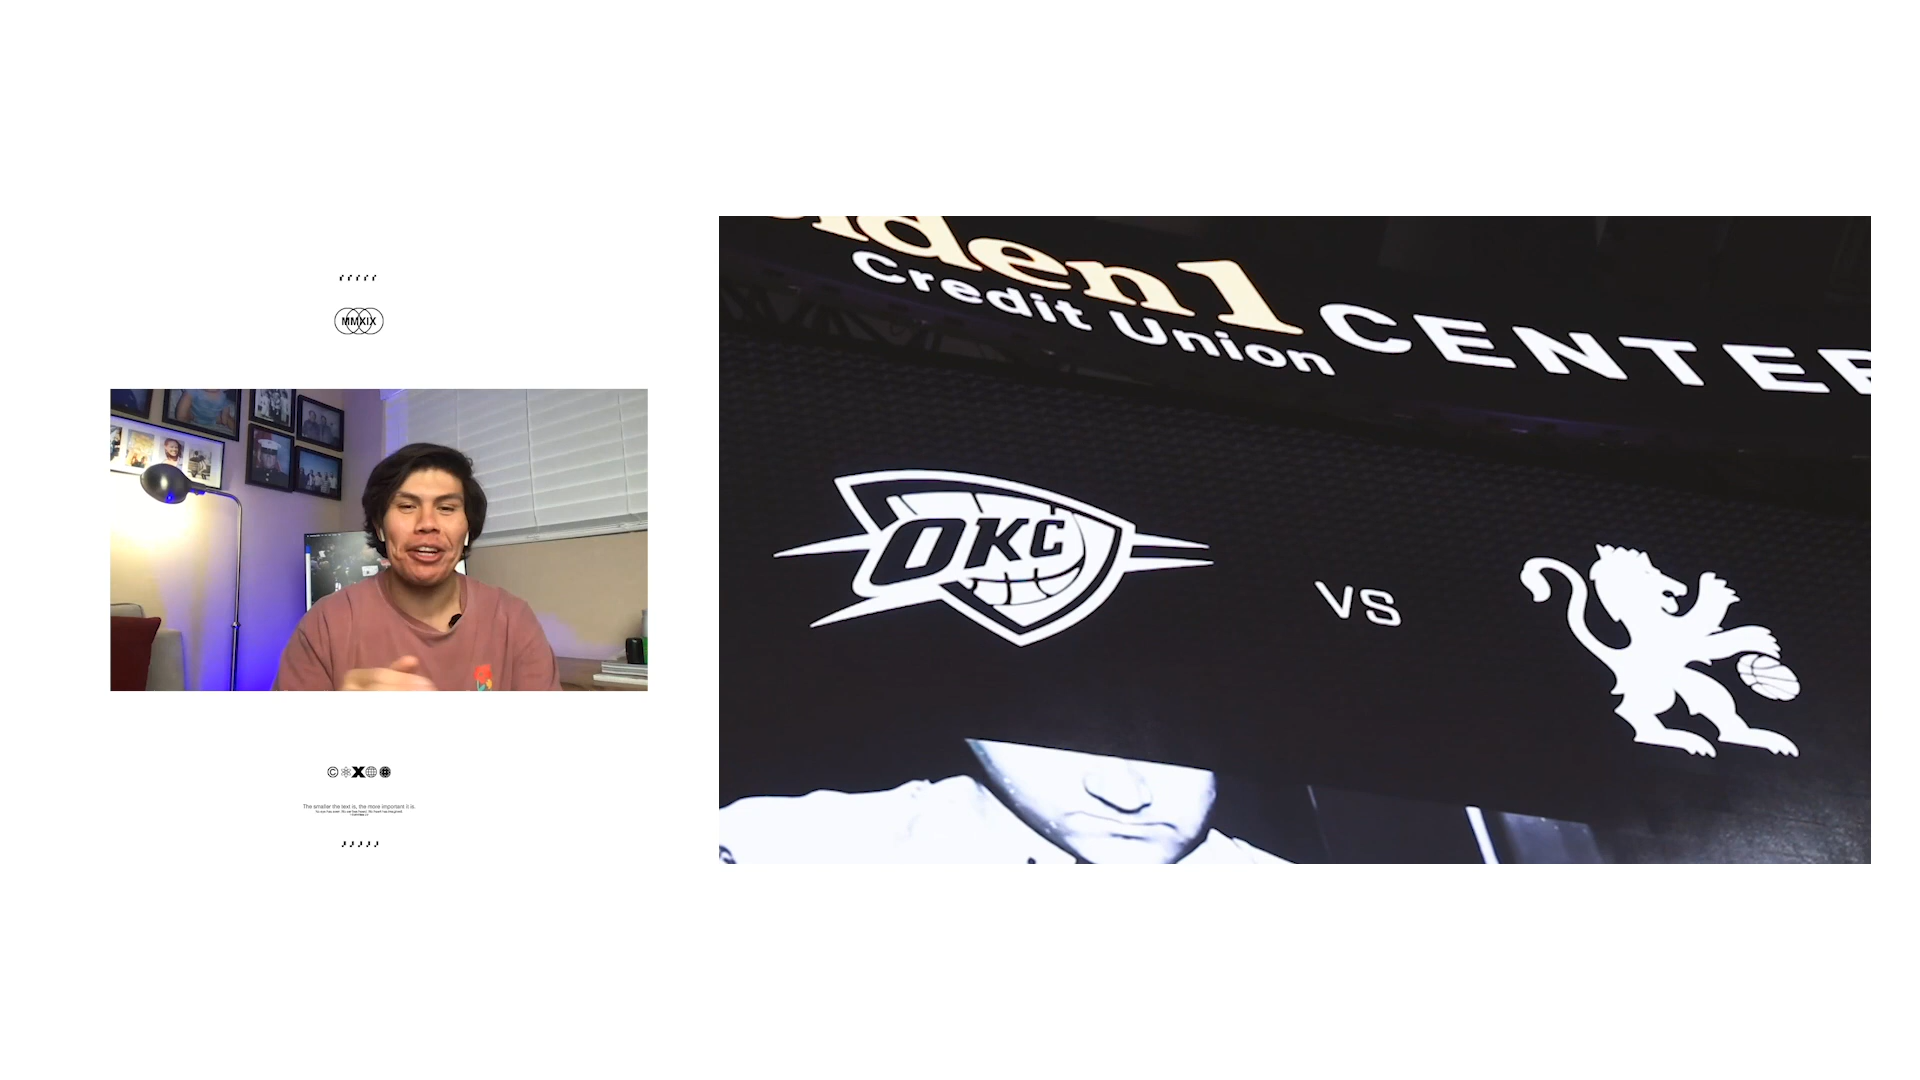 MMXIX
The smaller the text is, the more important it is.
den1
Credit Union CENTER
OKC
VS